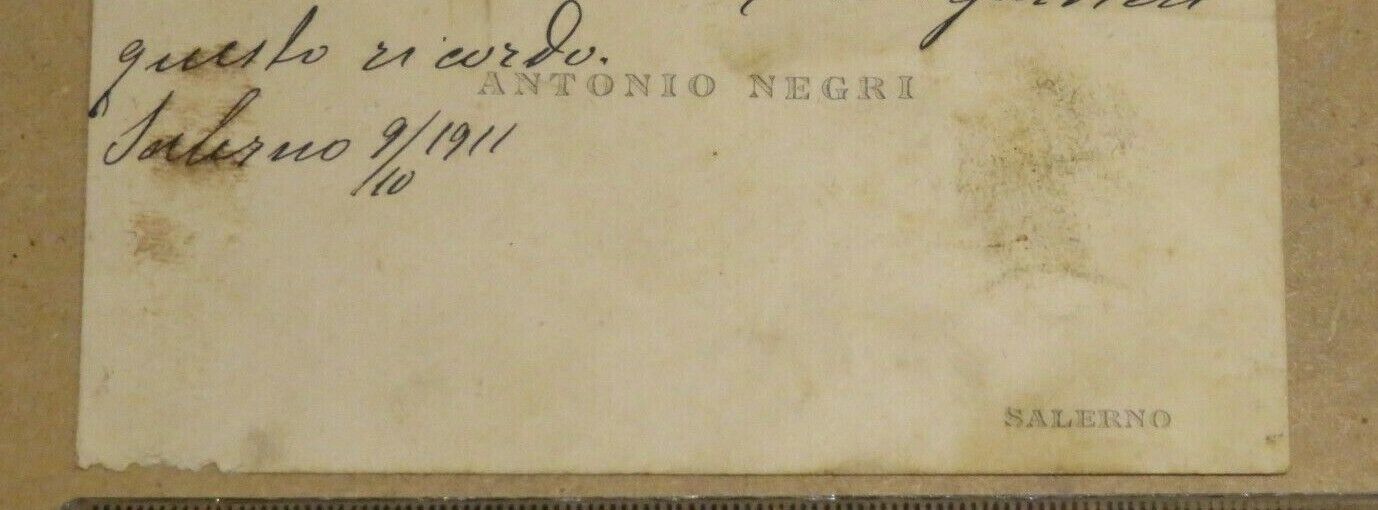 questo ricordo.
ANTONIO NEGRI
Salerno 9/1911
/10
SALERNO